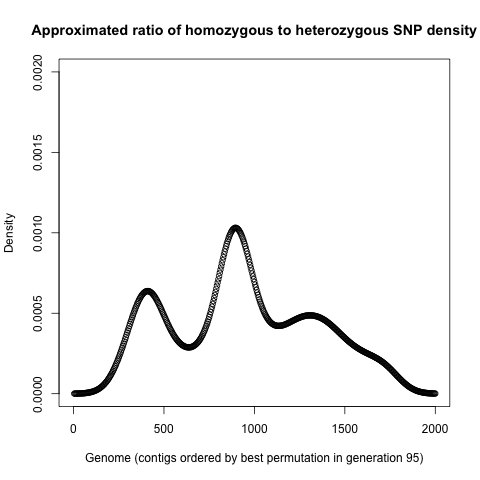 Approximated ratio of homozygous to heterozygous SNP density
0.0020
0.0015
0.0010
0.0005
0.0000
Density
0 500 1000 1500 2000
Genome (contigs ordered by best permutation in generation 95)